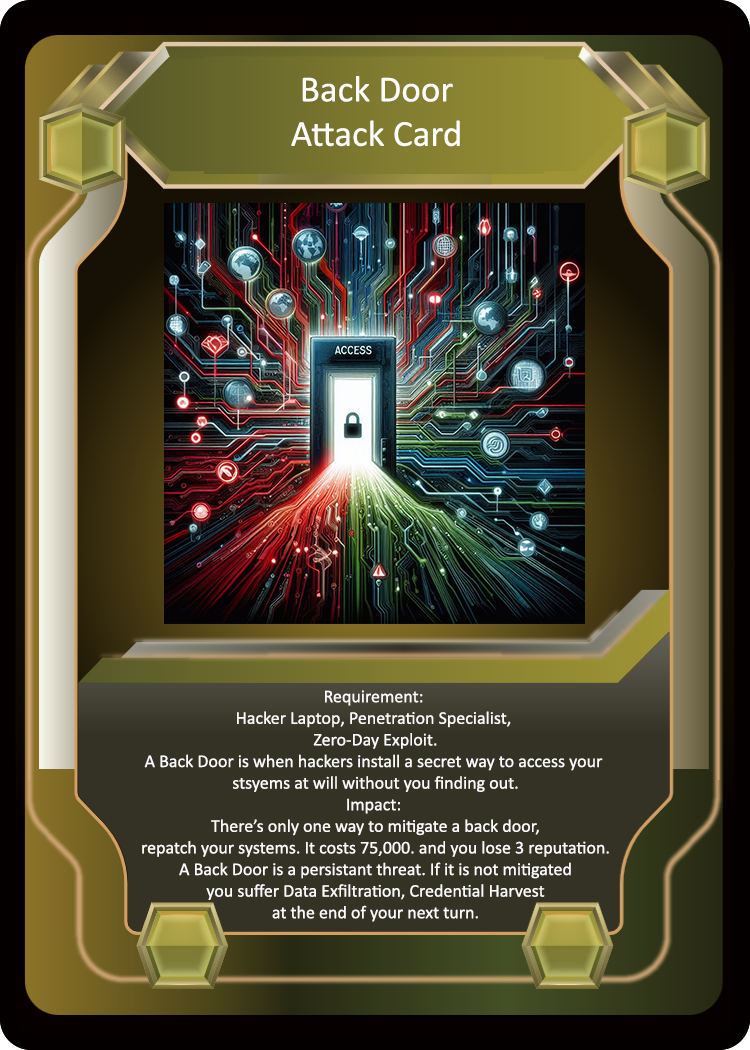 Back Door
Attack Card
ACCESS
Requirement:
Hacker Laptop, Penetration Specialist,
Zero-Day Exploit.
A Back Door is when hackers install a secret way to access your
stsyems at will without you finding out.
Impact:
There’s only one way to mitigate a back door,
repatch your systems. It costs 75,000. and you lose 3 reputation.
A Back Door is a persistant threat. If it is not mitigated
you suffer Data Exfiltration, Credential Harvest
at the end of your next turn.